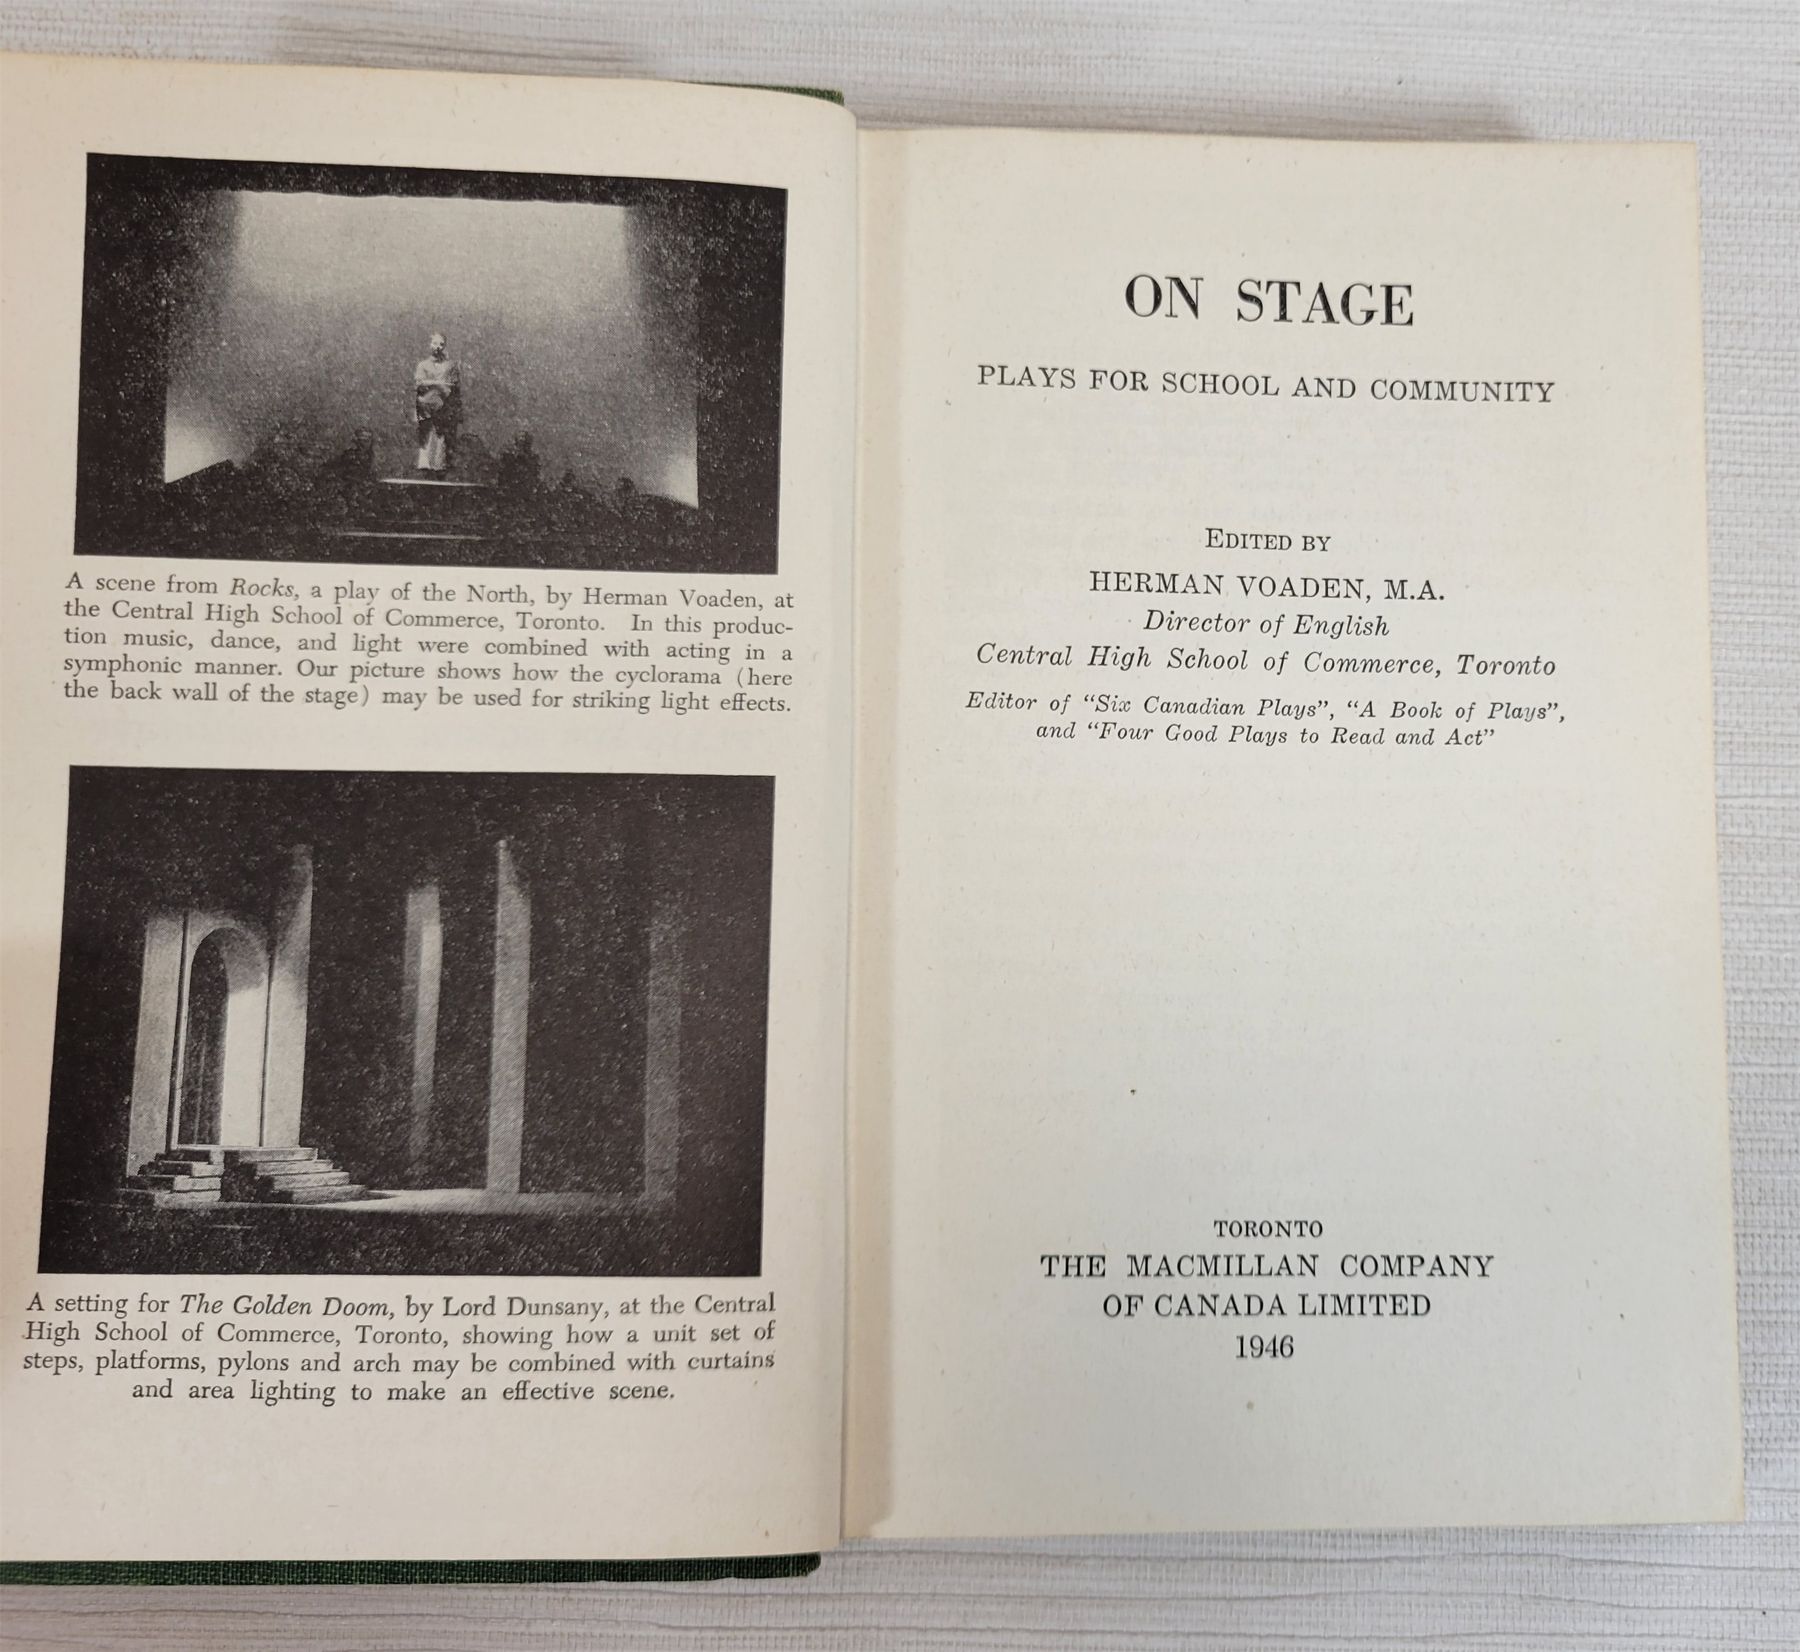 A scene from Rocks, a play of the North, by Herman Voaden, at
the Central High School of Commerce, Toronto. In this produc-
tion music, dance, and light were combined with acting in a
symphonic manner. Our picture shows how the cyclorama (here
the back wall of the stage) may be used for striking light effects.
A setting for The Golden Doom, by Lord Dunsany, at the Central
High School of Commerce, Toronto, showing how a unit set of
steps, platforms, pylons and arch may be combined with curtains
and area lighting to make an effective scene.
ON STAGE
PLAYS FOR SCHOOL AND COMMUNITY
EDITED BY
HERMAN VOADEN, M.A.
Director of English
Central High School of Commerce, Toronto
Editor of “Six Canadian Plays”, “A Book of Plays”,
and “Four Good Plays to Read and Act”
TORONTO
THE MACMILLAN COMPANY
OF CANADA LIMITED
1946